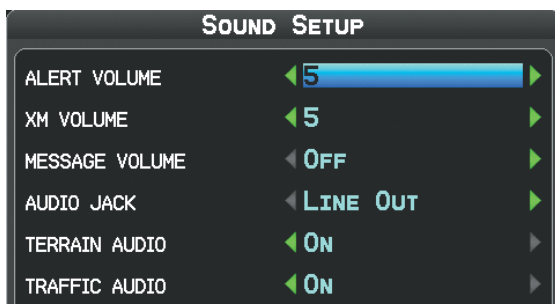 Sound Setup
ALERT VOLUME 5
XM VOLUME 5
MESSAGE VOLUME Off
AUDIO JACK Line Out
TERRAIN AUDIO On
TRAFFIC AUDIO On